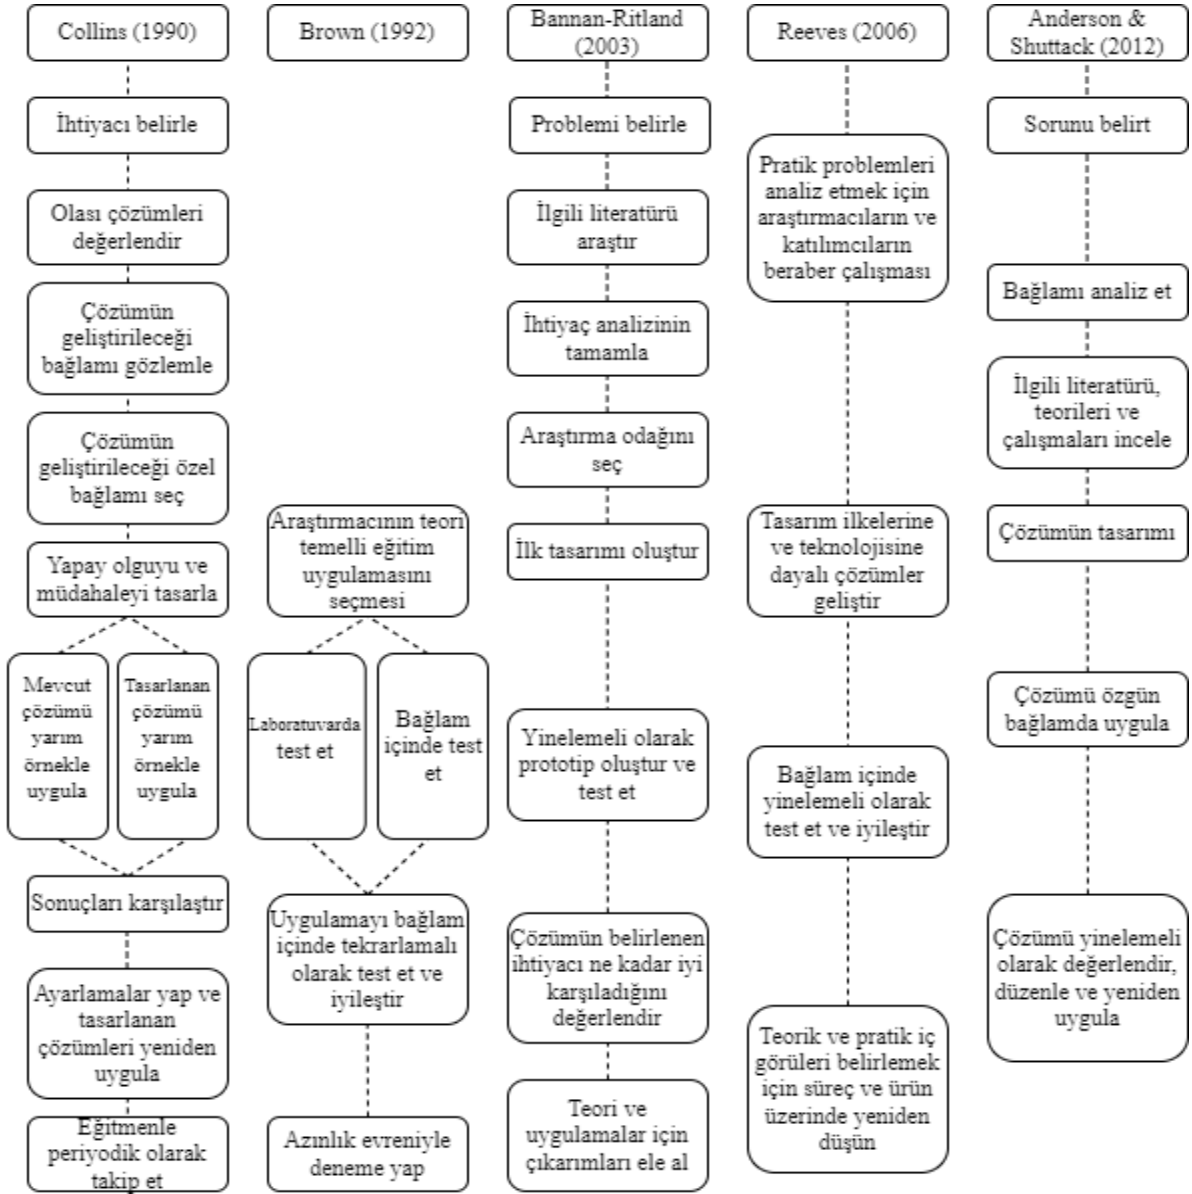 Collins (1990)
İhtiyacı belirle
Olası çözümleri
değerlendir
Çözümün
geliştirileceği
bağlamı gözlemle
Çözümün
geliştirileceği özel
bağlamı seç
Yapay olguyu ve
müdahaleyi tasarla
Mevcut
çözümü
yarım
örnekle
uygula
Tasarlanan
çözümü
yarım
örnekle
uygula
Sonuçları karşılaştır
Ayarlamalar yap ve
tasarlanan
çözümleri yeniden
uygula
Eğitmenle
periyodik olarak
takip et
Brown (1992)
Araştırmacının teori
temelli eğitim
uygulamasını
seçmesi
Laboratuvarda
test et
Bağlam
içinde test
et
Uygulamayı bağlam
içinde tekrarlamalı
olarak test et ve
iyileştir
Azınlık evreniyle
deneme yap
Bannan-Ritland
(2003)
Problemi belirle
İlgili literatürü
araştır
İhtiyaç analizinin
tamamla
Araştırma odağını
seç
İlk tasarımı oluştur
Yinelemeli olarak
prototip oluştur ve
test et
Çözümün belirlenen
ihtiyacı ne kadar iyi
karşıladığını
değerlendir
Teori ve
uygulamalar için
çıkarımları ele al
Reeves (2006)
Pratik problemleri
analiz etmek için
araştırmacıların ve
katılımcıların
beraber çalışması
Tasarım ilkelerine
ve teknolojisine
dayalı çözümler
geliştir
Bağlam içinde
yinelemeli olarak
test et ve iyileştir
Teorik ve pratik iç
görüleri belirlemek
için süreç ve ürün
üzerinde yeniden
düşün
Anderson &
Shuttack (2012)
Sorunu belirt
Bağlamı analiz et
İlgili literatürü,
teorileri ve
çalışmaları incele
Çözümün tasarımı
Çözümü özgün
bağlamda uygula
Çözümü yinelemeli
olarak değerlendir,
düzenle ve yeniden
uygula